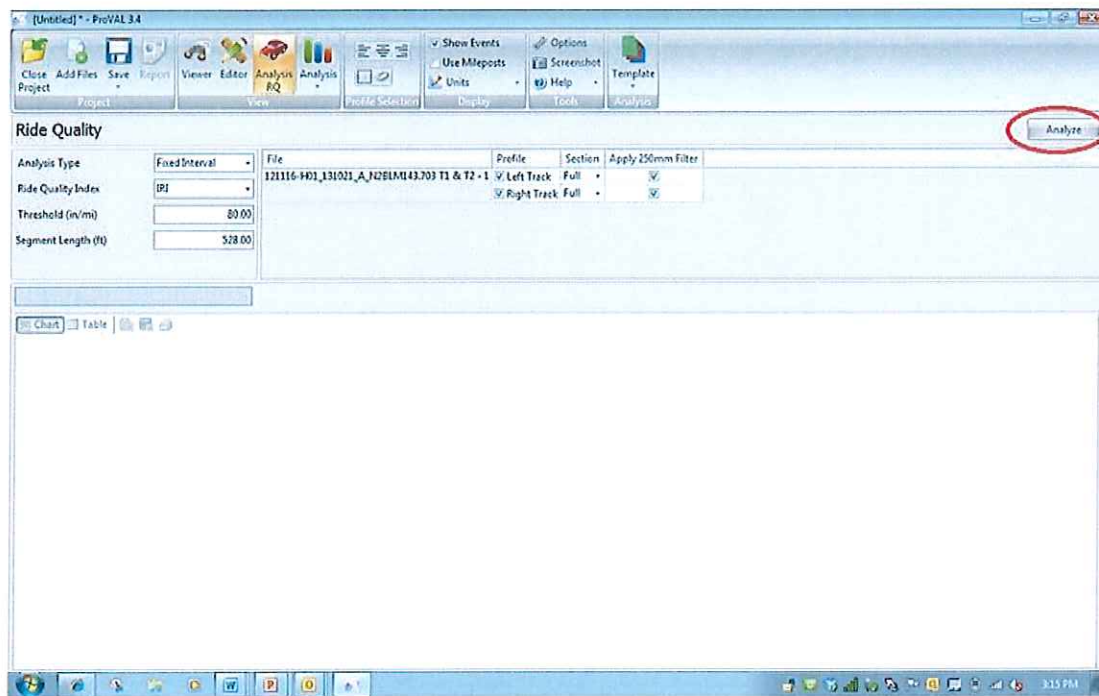 [Untitled] * - ProVAL 3.4
Close Project Add Files Save Report Viewer Editor Analysis RQ Analysis Show Events Use Mileposts Units Options Screenshot Help Template
Project View Profile Selection Display Tools Analysis
Ride Quality Analyze
Analysis Type Fixed Interval File Profile Section Apply 250mm Filter
Ride Quality Index IRI 121116-H01_131021_A_N2BLM143.703 T1 & T2 - 1 Left Track Full
Right Track Full
Threshold (in/mi) 80.00
Segment Length (ft) 528.00
Chart Table
3:15 PM